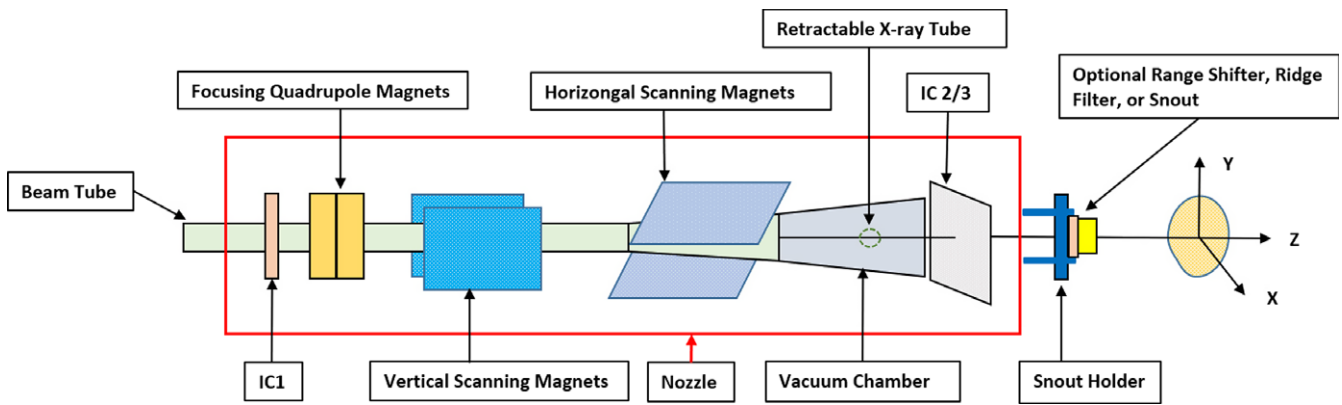 Retractable X-ray Tube
Focusing Quadrupole Magnets
Horizongal Scanning Magnets
IC 2/3
Optional Range Shifter, Ridge
Filter, or Snout
Beam Tube
Y
Z
X
IC1
Vertical Scanning Magnets
Nozzle
Vacuum Chamber
Snout Holder